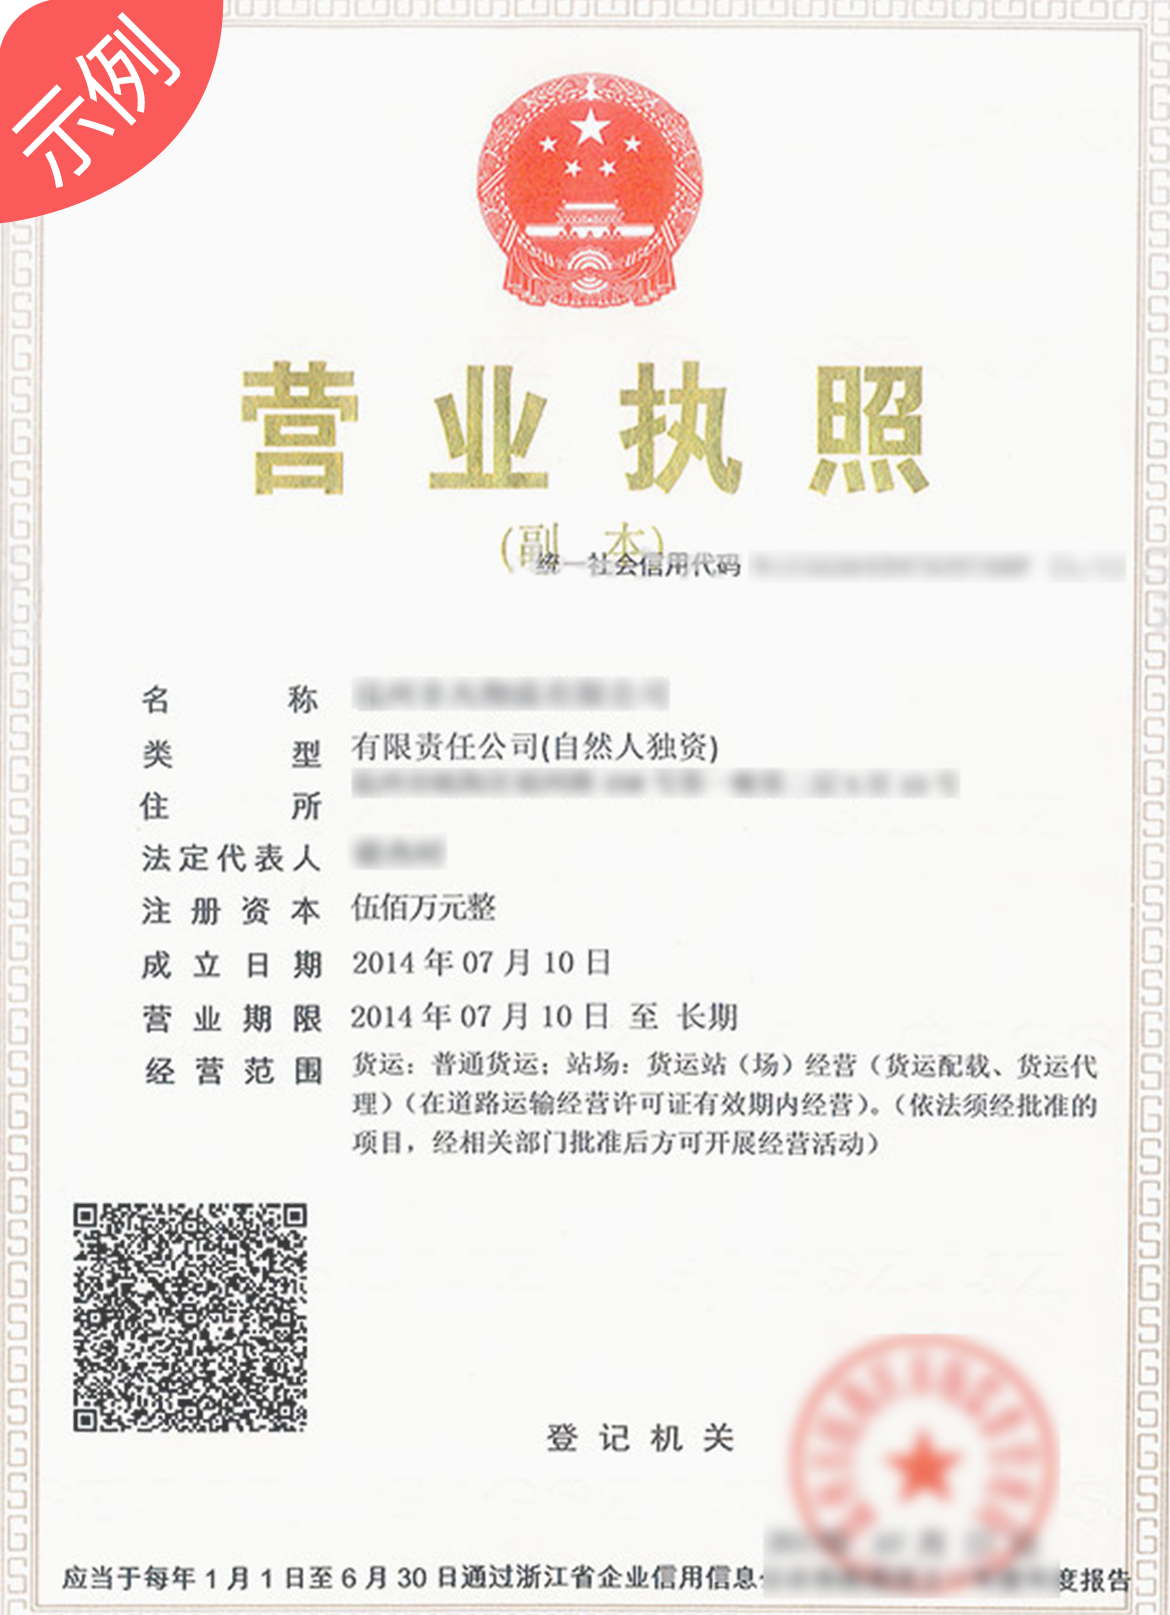 示例
营业执照
(副 本)
统一社会信用代码
名 称
类 型 有限责任公司(自然人独资)
住 所
法定代表人
注册资本 伍佰万元整
成立日期 2014年07月10日
营业期限 2014年07月10日 至 长期
经营范围 货运：普通货运；站场：货运站（场）经营（货运配载、货运代
理）（在道路运输经营许可证有效期内经营）。（依法须经批准的
项目，经相关部门批准后方可开展经营活动）
登记机关
应当于每年1月1日至6月30日通过浙江省企业信用信息 度报告